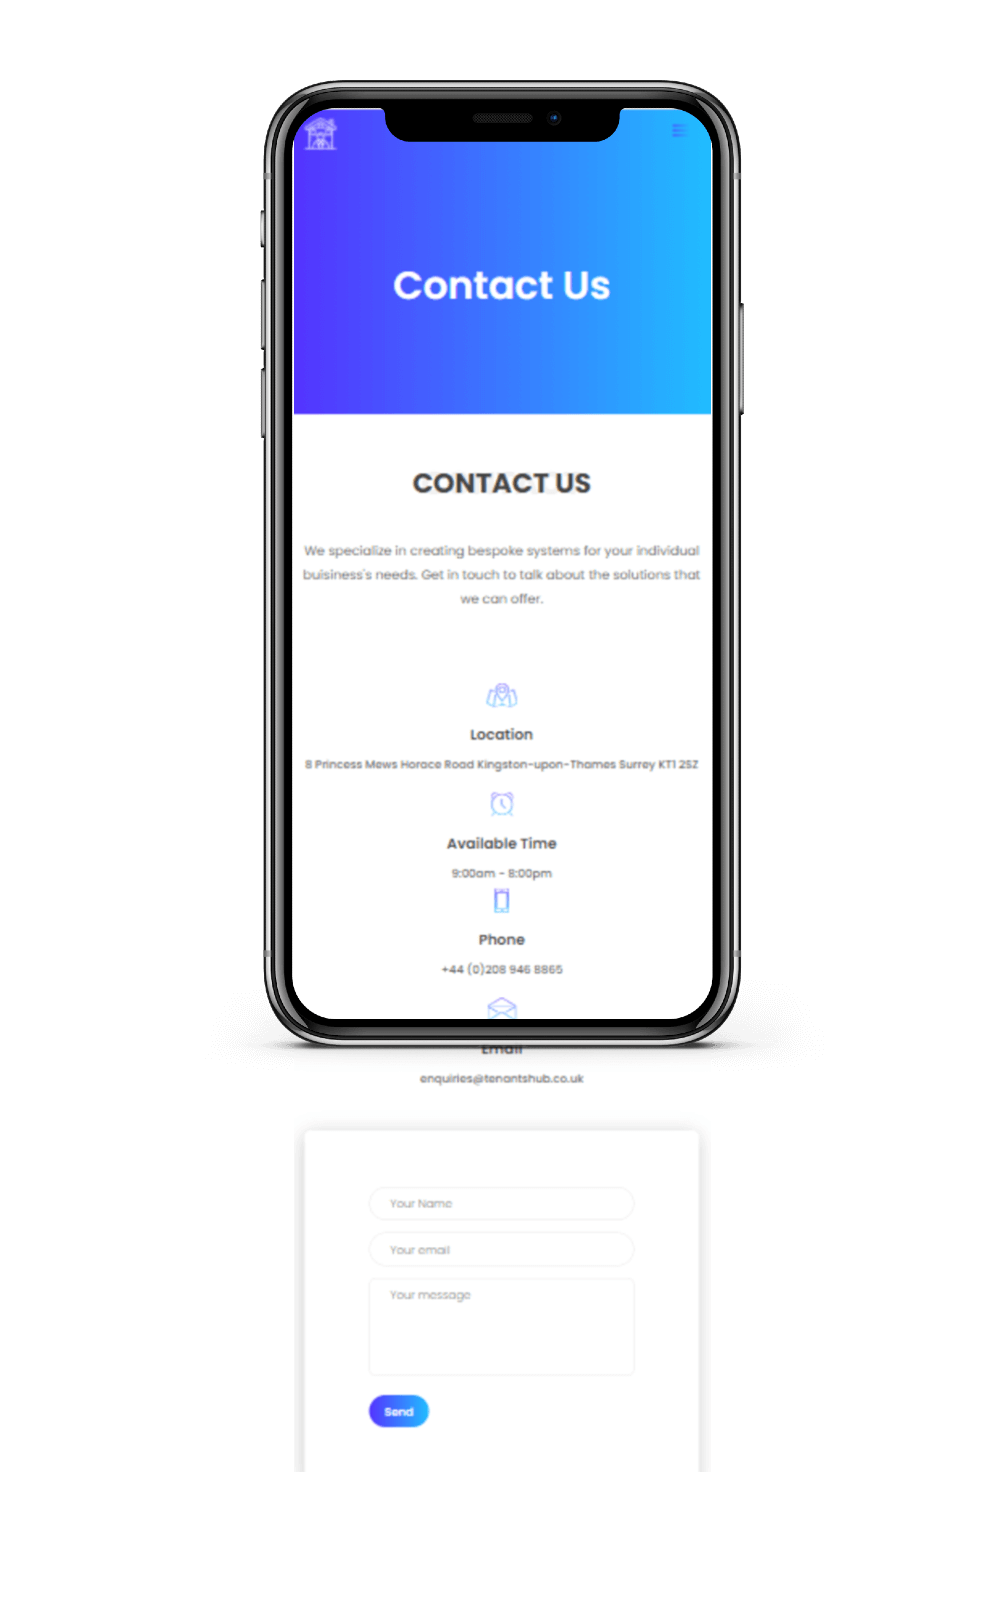 Contact Us
CONTACT US
We specialize in creating bespoke systems for your individual
buisiness's needs. Get in touch to talk about the solutions that
we can offer.
Location
8 Princess Mews Horace Road Kingston-upon-Thames Surrey KT1 2SZ
Available Time
9:00am - 8:00pm
Phone
+44 (0)208 946 8865
Email
enquiries@tenantshub.co.uk
Your Name
Your email
Your message
Send